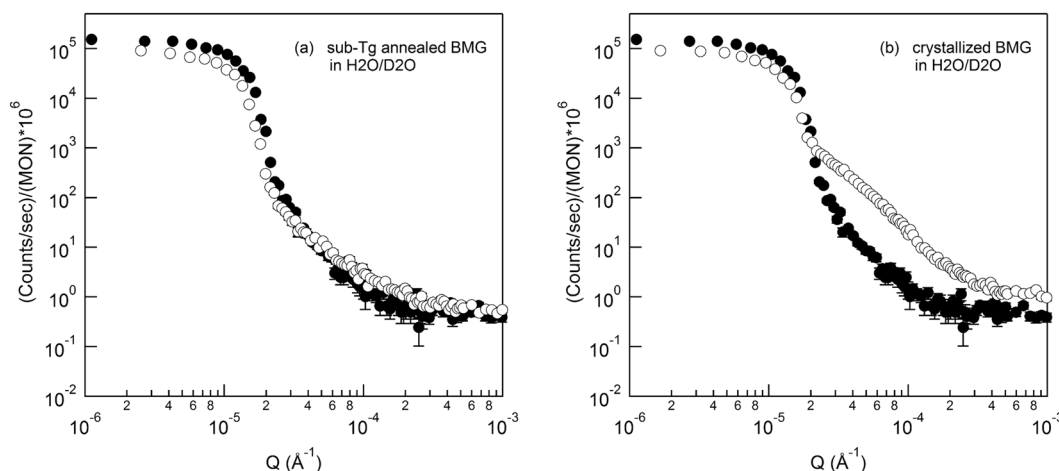 (a) sub-Tg annealed BMG
in H2O/D2O
(Counts/sec)/(MON)*10^6
10^5
10^4
10^3
10^2
10^1
10^0
10^-1
10^-2
2 4 6 8 2 4 6 8 2 4 6 8
10^-6 10^-5 10^-4 10^-3
Q (Å^-1)
(b) crystallized BMG
in H2O/D2O
(Counts/sec)/(MON)*10^6
10^5
10^4
10^3
10^2
10^1
10^0
10^-1
10^-2
2 4 6 8 2 4 6 8 2 4 6 8
10^-6 10^-5 10^-4 10^-3
Q (Å^-1)